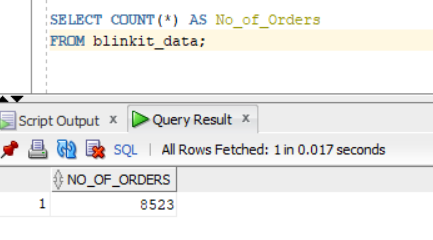 SELECT COUNT(*) AS No_of_Orders
FROM blinkit_data;
Script Output x Query Result x
SQL | All Rows Fetched: 1 in 0.017 seconds
NO_OF_ORDERS
1 8523